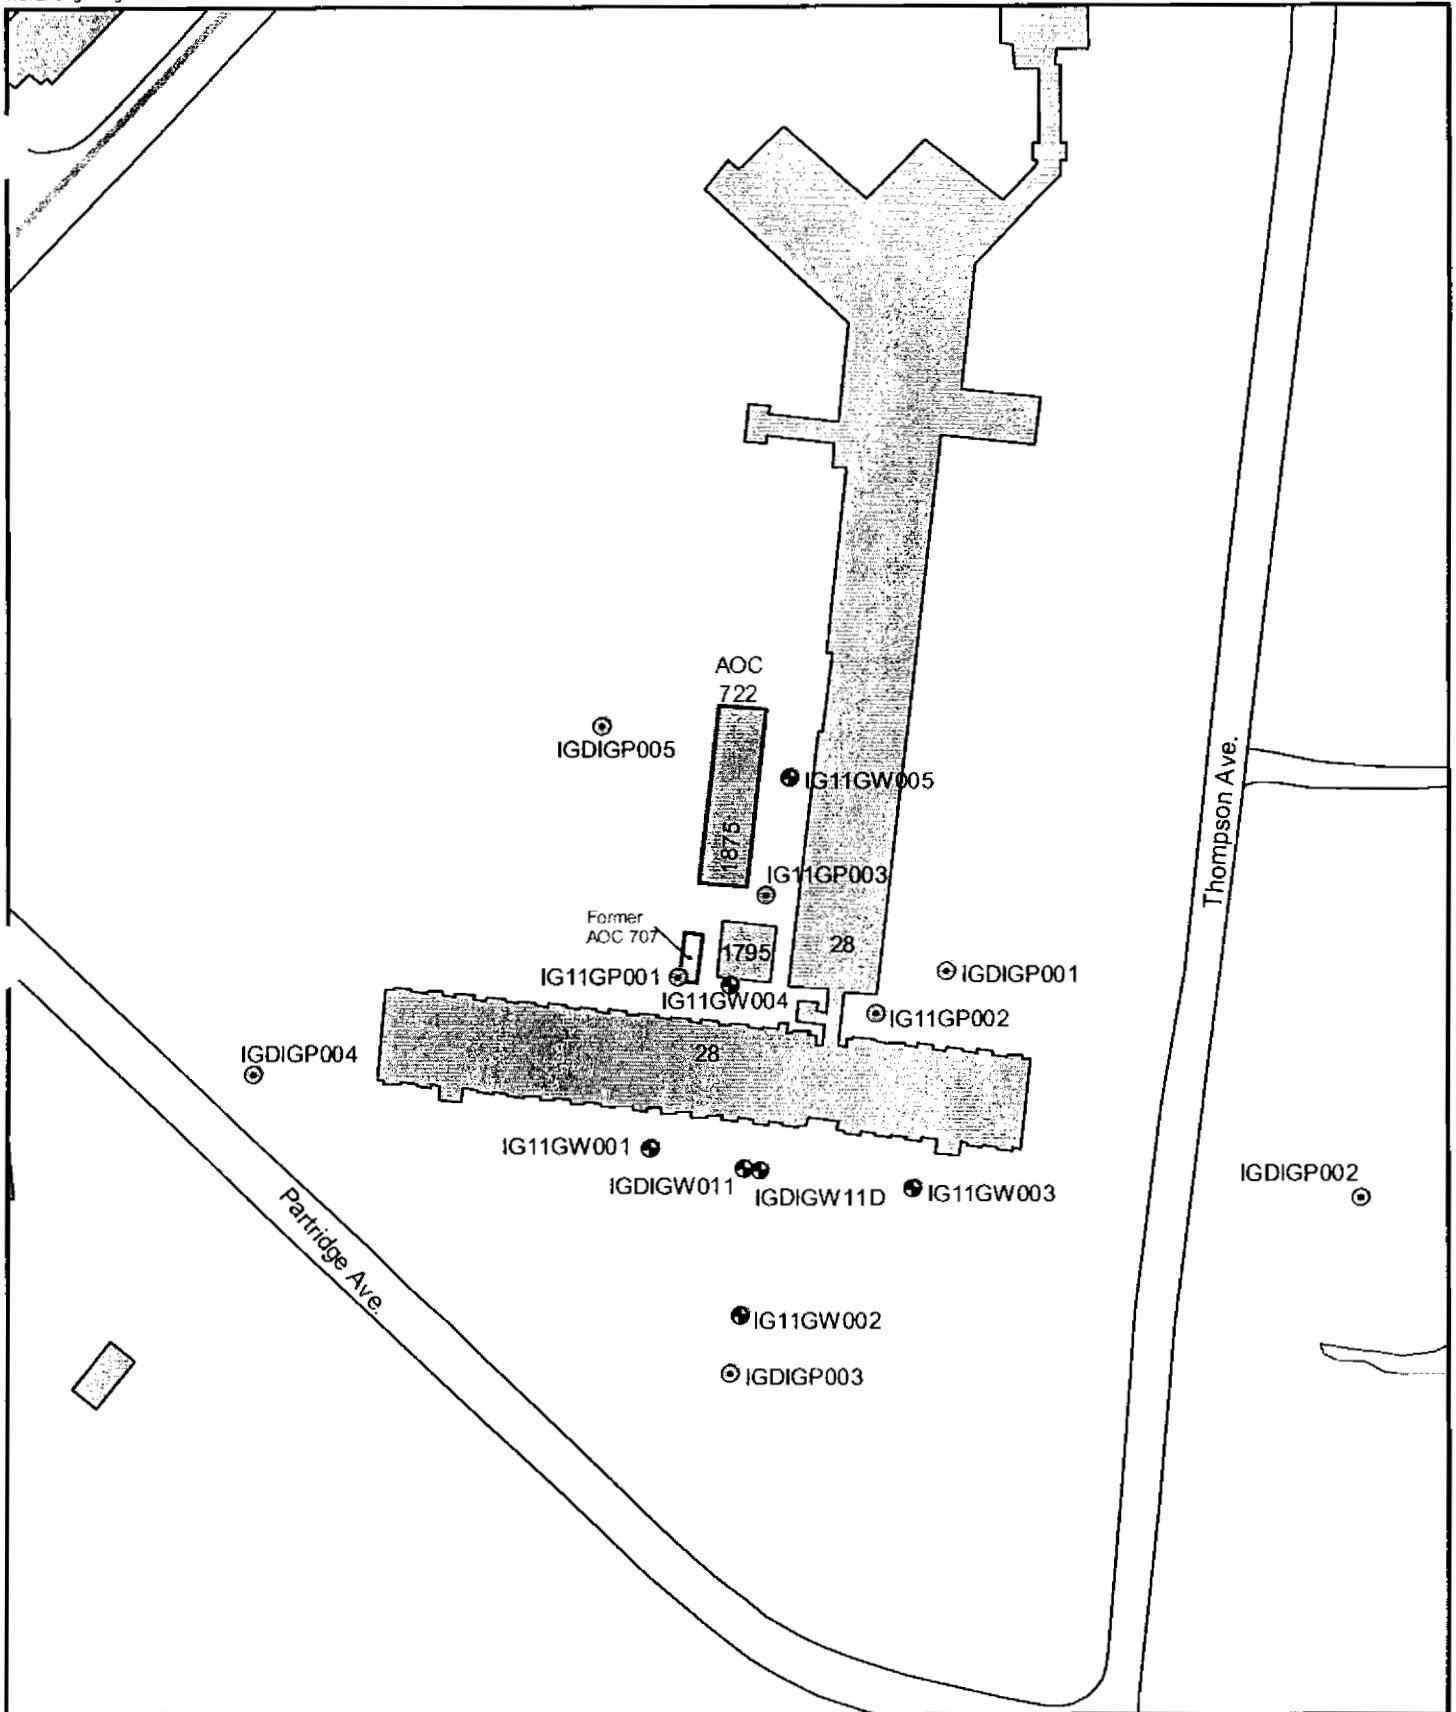 AOC
722
IGDIGP005
IG11GW005
1875
IG11GP003
Thompson Ave.
Former
AOC 707
1795
28
IG11GP001
IGDIGP001
IG11GW004
IG11GP002
IGDIGP004
28
IG11GW001
IGDIGW011
IGDIGW11D
IG11GW003
IGDIGP002
Partridge Ave.
IG11GW002
IGDIGP003